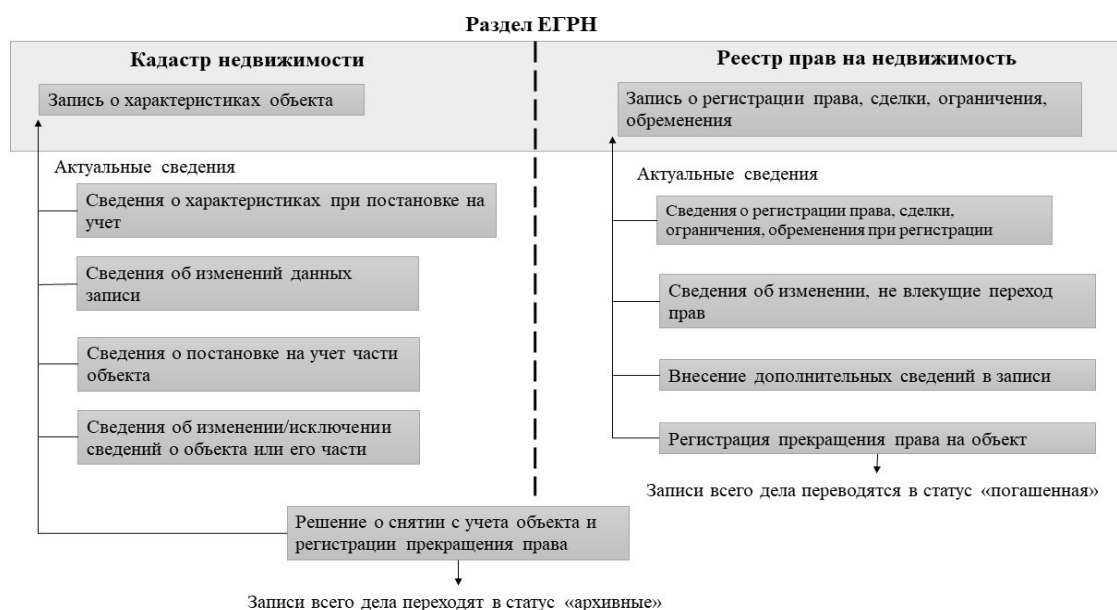 Раздел ЕГРН
Кадастр недвижимости
Запись о характеристиках объекта
Актуальные сведения
Сведения о характеристиках при постановке на
учет
Сведения об изменений данных
записи
Сведения о постановке на учет части
объекта
Сведения об изменении/исключении
сведений о объекта или его части
Реестр прав на недвижимость
Запись о регистрации права, сделки, ограничения,
обременения
Актуальные сведения
Сведения о регистрации права, сделки,
ограничения, обременения при регистрации
Сведения об изменении, не влекущие переход
прав
Внесение дополнительных сведений в записи
Регистрация прекращения права на объект
Записи всего дела переводятся в статус «погашенная»
Решение о снятии с учета объекта и
регистрации прекращения права
Записи всего дела переходят в статус «архивные»